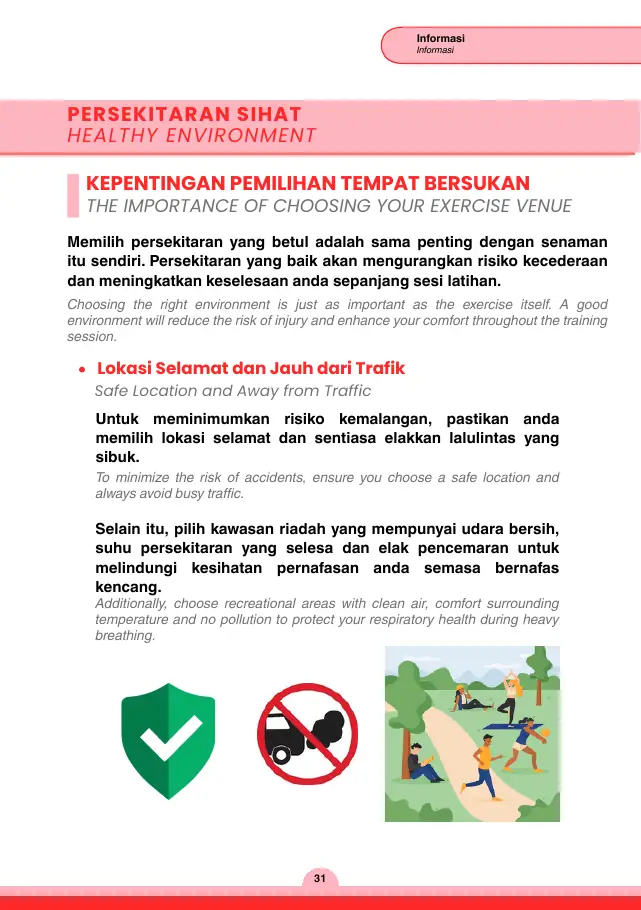 Informasi
Informasi
PERSEKITARAN SIHAT
HEALTHY ENVIRONMENT
KEPENTINGAN PEMILIHAN TEMPAT BERSUKAN
THE IMPORTANCE OF CHOOSING YOUR EXERCISE VENUE
Memilih persekitaran yang betul adalah sama penting dengan senaman
itu sendiri. Persekitaran yang baik akan mengurangkan risiko kecederaan
dan meningkatkan keselesaan anda sepanjang sesi latihan.
Choosing the right environment is just as important as the exercise itself. A good
environment will reduce the risk of injury and enhance your comfort throughout the training
session.
• Lokasi Selamat dan Jauh dari Trafik
Safe Location and Away from Traffic
Untuk meminimumkan risiko kemalangan, pastikan anda
memilih lokasi selamat dan sentiasa elakkan lalulintas yang
sibuk.
To minimize the risk of accidents, ensure you choose a safe location and
always avoid busy traffic.
Selain itu, pilih kawasan riadah yang mempunyai udara bersih,
suhu persekitaran yang selesa dan elak pencemaran untuk
melindungi kesihatan pernafasan anda semasa bernafas
kencang.
Additionally, choose recreational areas with clean air, comfort surrounding
temperature and no pollution to protect your respiratory health during heavy
breathing.
31